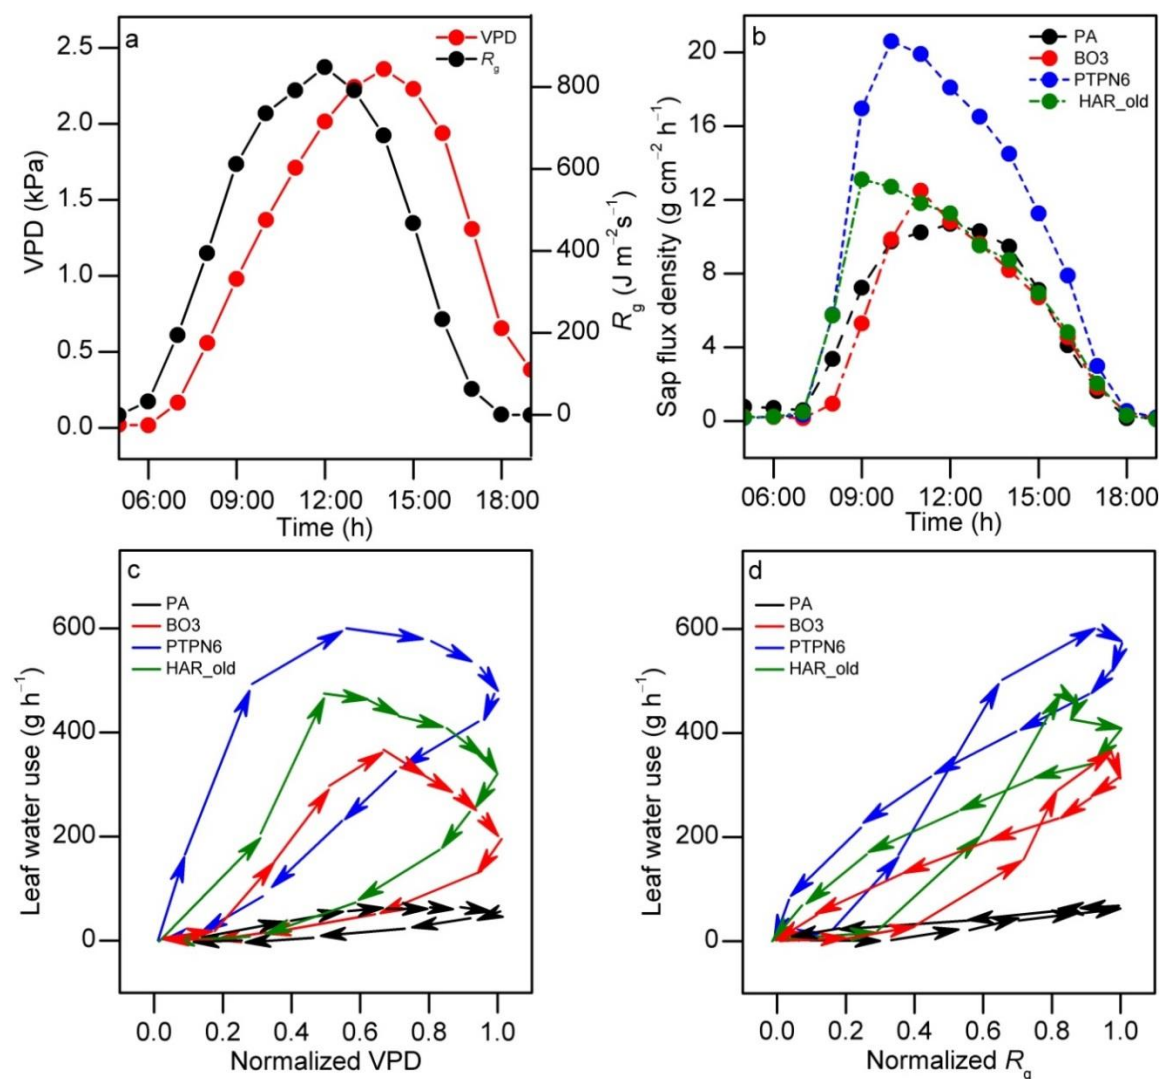 a
VPD
Rg
2.5
2.0
1.5
1.0
0.5
0.0
VPD (kPa)
800
600
400
200
0
Rg (J m−2s−1)
06:00 09:00 12:00 15:00 18:00
Time (h)
b
PA
BO3
PTPN6
HAR_old
20
16
12
8
4
0
Sap flux density (g cm−2 h−1)
06:00 09:00 12:00 15:00 18:00
Time (h)
c
PA
BO3
PTPN6
HAR_old
600
400
200
0
Leaf water use (g h−1)
0.0 0.2 0.4 0.6 0.8 1.0
Normalized VPD
d
PA
BO3
PTPN6
HAR_old
600
400
200
0
Leaf water use (g h−1)
0.0 0.2 0.4 0.6 0.8 1.0
Normalized Rg